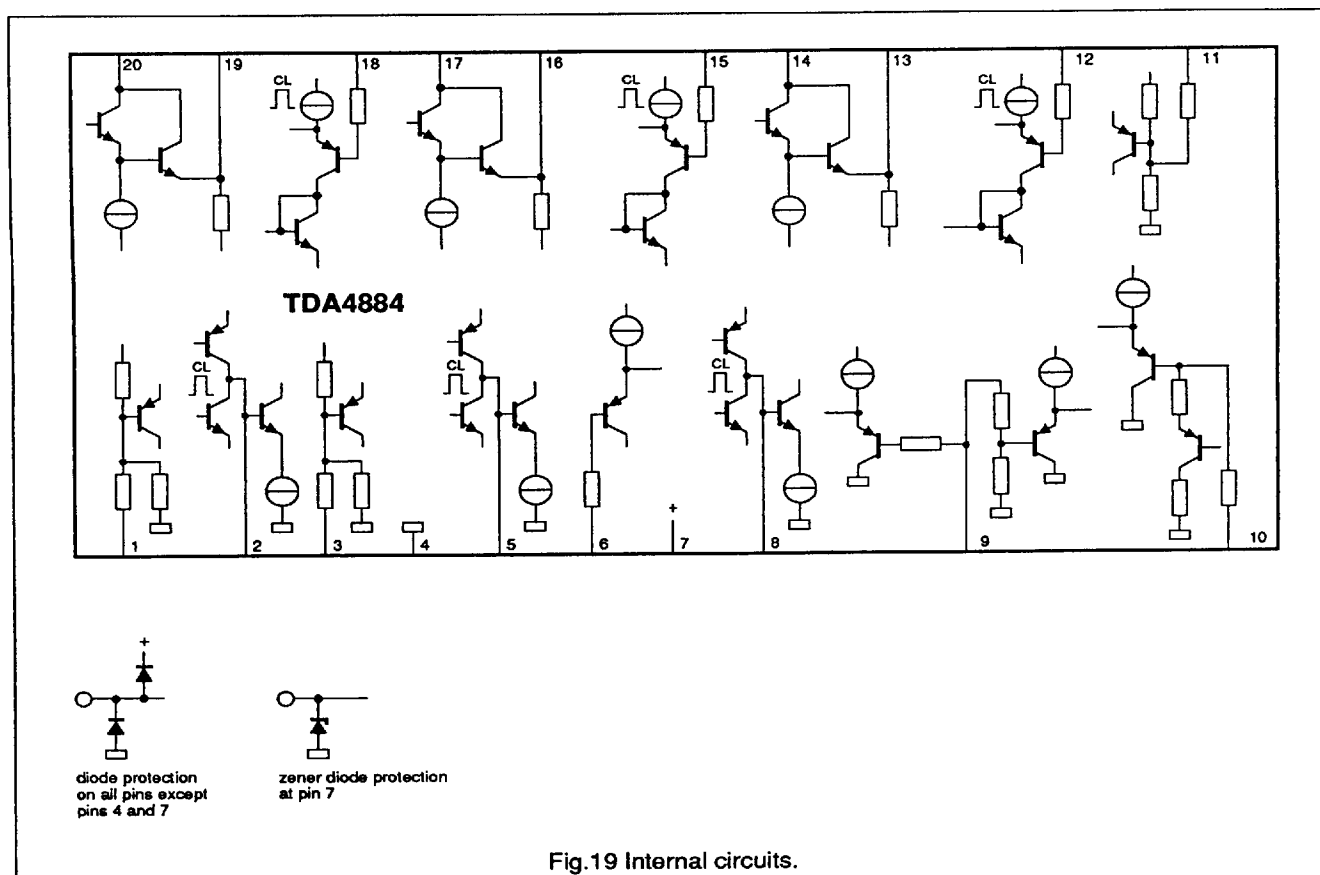 20 19 18 17 16 15 14 13 12 11
CL CL CL
TDA4884
CL CL CL
+
1 2 3 4 5 6 7 8 9 10
+
diode protection
on all pins except
pins 4 and 7
zener diode protection
at pin 7
Fig.19 Internal circuits.